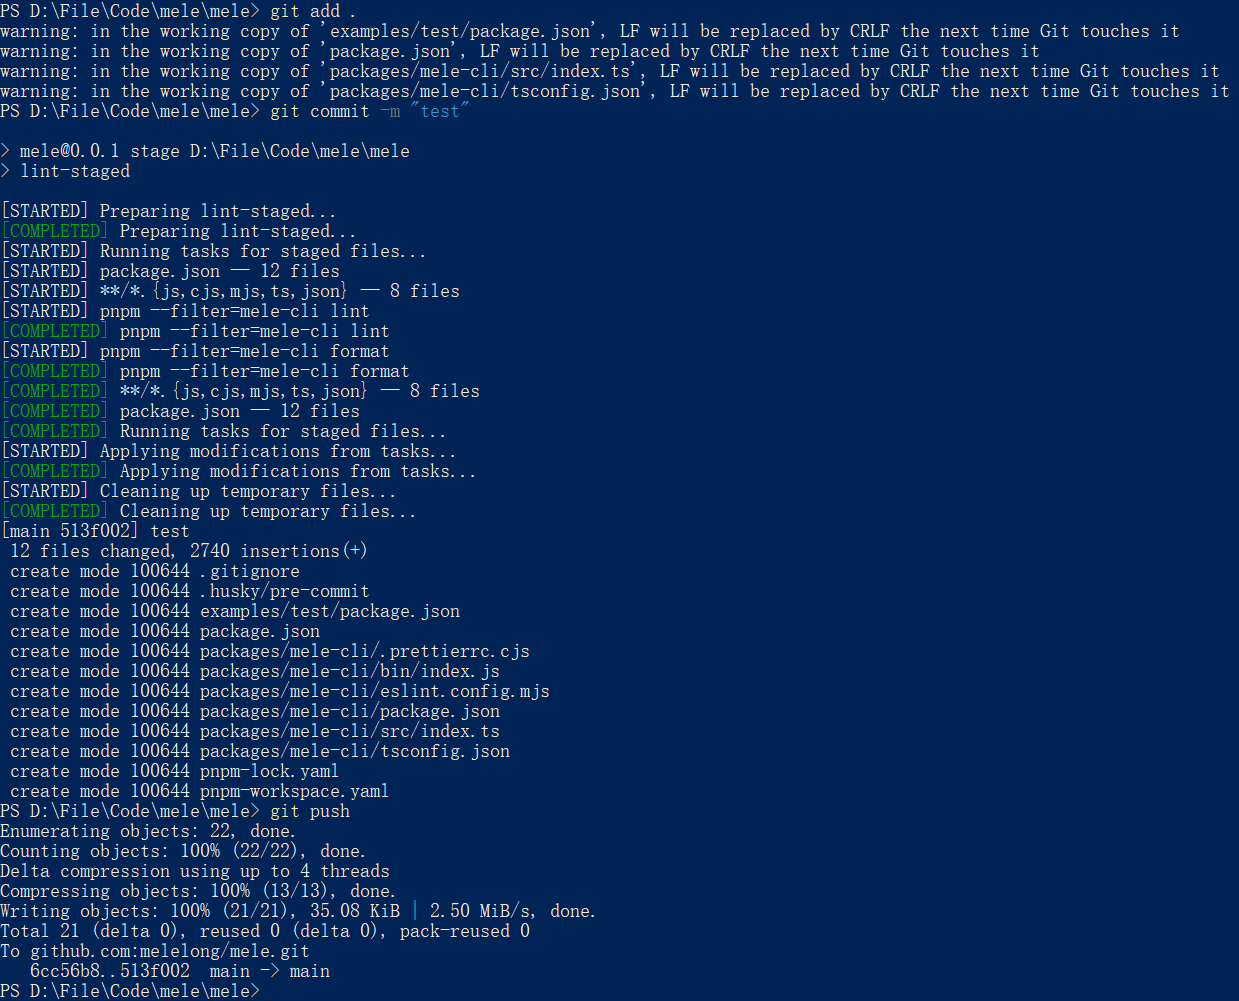 PS D:\File\Code\mele\mele> git add .
warning: in the working copy of 'examples/test/package.json', LF will be replaced by CRLF the next time Git touches it
warning: in the working copy of 'package.json', LF will be replaced by CRLF the next time Git touches it
warning: in the working copy of 'packages/mele-cli/src/index.ts', LF will be replaced by CRLF the next time Git touches it
warning: in the working copy of 'packages/mele-cli/tsconfig.json', LF will be replaced by CRLF the next time Git touches it
PS D:\File\Code\mele\mele> git commit -m "test"
> mele@0.0.1 stage D:\File\Code\mele\mele
> lint-staged
[STARTED] Preparing lint-staged...
[COMPLETED] Preparing lint-staged...
[STARTED] Running tasks for staged files...
[STARTED] package.json — 12 files
[STARTED] **/*.{js,cjs,mjs,ts,json} — 8 files
[STARTED] pnpm --filter=mele-cli lint
[COMPLETED] pnpm --filter=mele-cli lint
[STARTED] pnpm --filter=mele-cli format
[COMPLETED] pnpm --filter=mele-cli format
[COMPLETED] **/*.{js,cjs,mjs,ts,json} — 8 files
[COMPLETED] package.json — 12 files
[COMPLETED] Running tasks for staged files...
[STARTED] Applying modifications from tasks...
[COMPLETED] Applying modifications from tasks...
[STARTED] Cleaning up temporary files...
[COMPLETED] Cleaning up temporary files...
[main 513f002] test
 12 files changed, 2740 insertions(+)
 create mode 100644 .gitignore
 create mode 100644 .husky/pre-commit
 create mode 100644 examples/test/package.json
 create mode 100644 package.json
 create mode 100644 packages/mele-cli/.prettierrc.cjs
 create mode 100644 packages/mele-cli/bin/index.js
 create mode 100644 packages/mele-cli/eslint.config.mjs
 create mode 100644 packages/mele-cli/package.json
 create mode 100644 packages/mele-cli/src/index.ts
 create mode 100644 packages/mele-cli/tsconfig.json
 create mode 100644 pnpm-lock.yaml
 create mode 100644 pnpm-workspace.yaml
PS D:\File\Code\mele\mele> git push
Enumerating objects: 22, done.
Counting objects: 100% (22/22), done.
Delta compression using up to 4 threads
Compressing objects: 100% (13/13), done.
Writing objects: 100% (21/21), 35.08 KiB | 2.50 MiB/s, done.
Total 21 (delta 0), reused 0 (delta 0), pack-reused 0
To github.com:melelong/mele.git
   6cc56b8..513f002  main -> main
PS D:\File\Code\mele\mele>